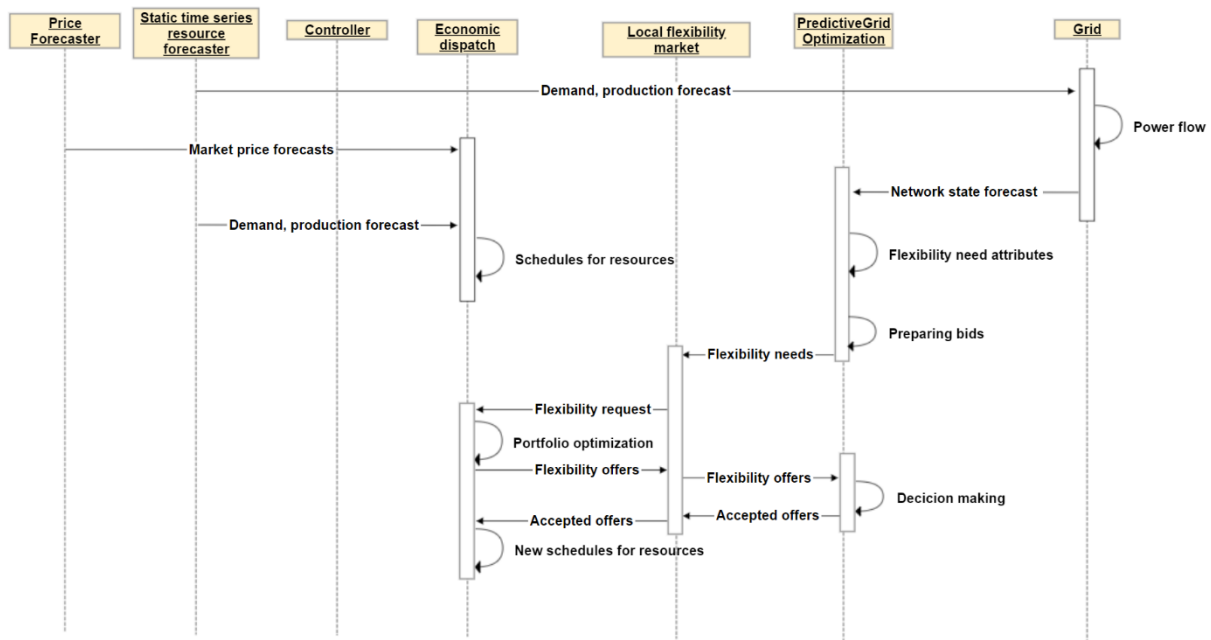 Price
Forecaster
Static time series
resource
forecaster
Controller
Economic
dispatch
Local flexibility
market
PredictiveGrid
Optimization
Grid
Demand, production forecast
Power flow
Market price forecasts
Network state forecast
Demand, production forecast
Schedules for resources
Flexibility need attributes
Preparing bids
Flexibility needs
Flexibility request
Portfolio optimization
Flexibility offers
Flexibility offers
Decicion making
Accepted offers
Accepted offers
New schedules for resources